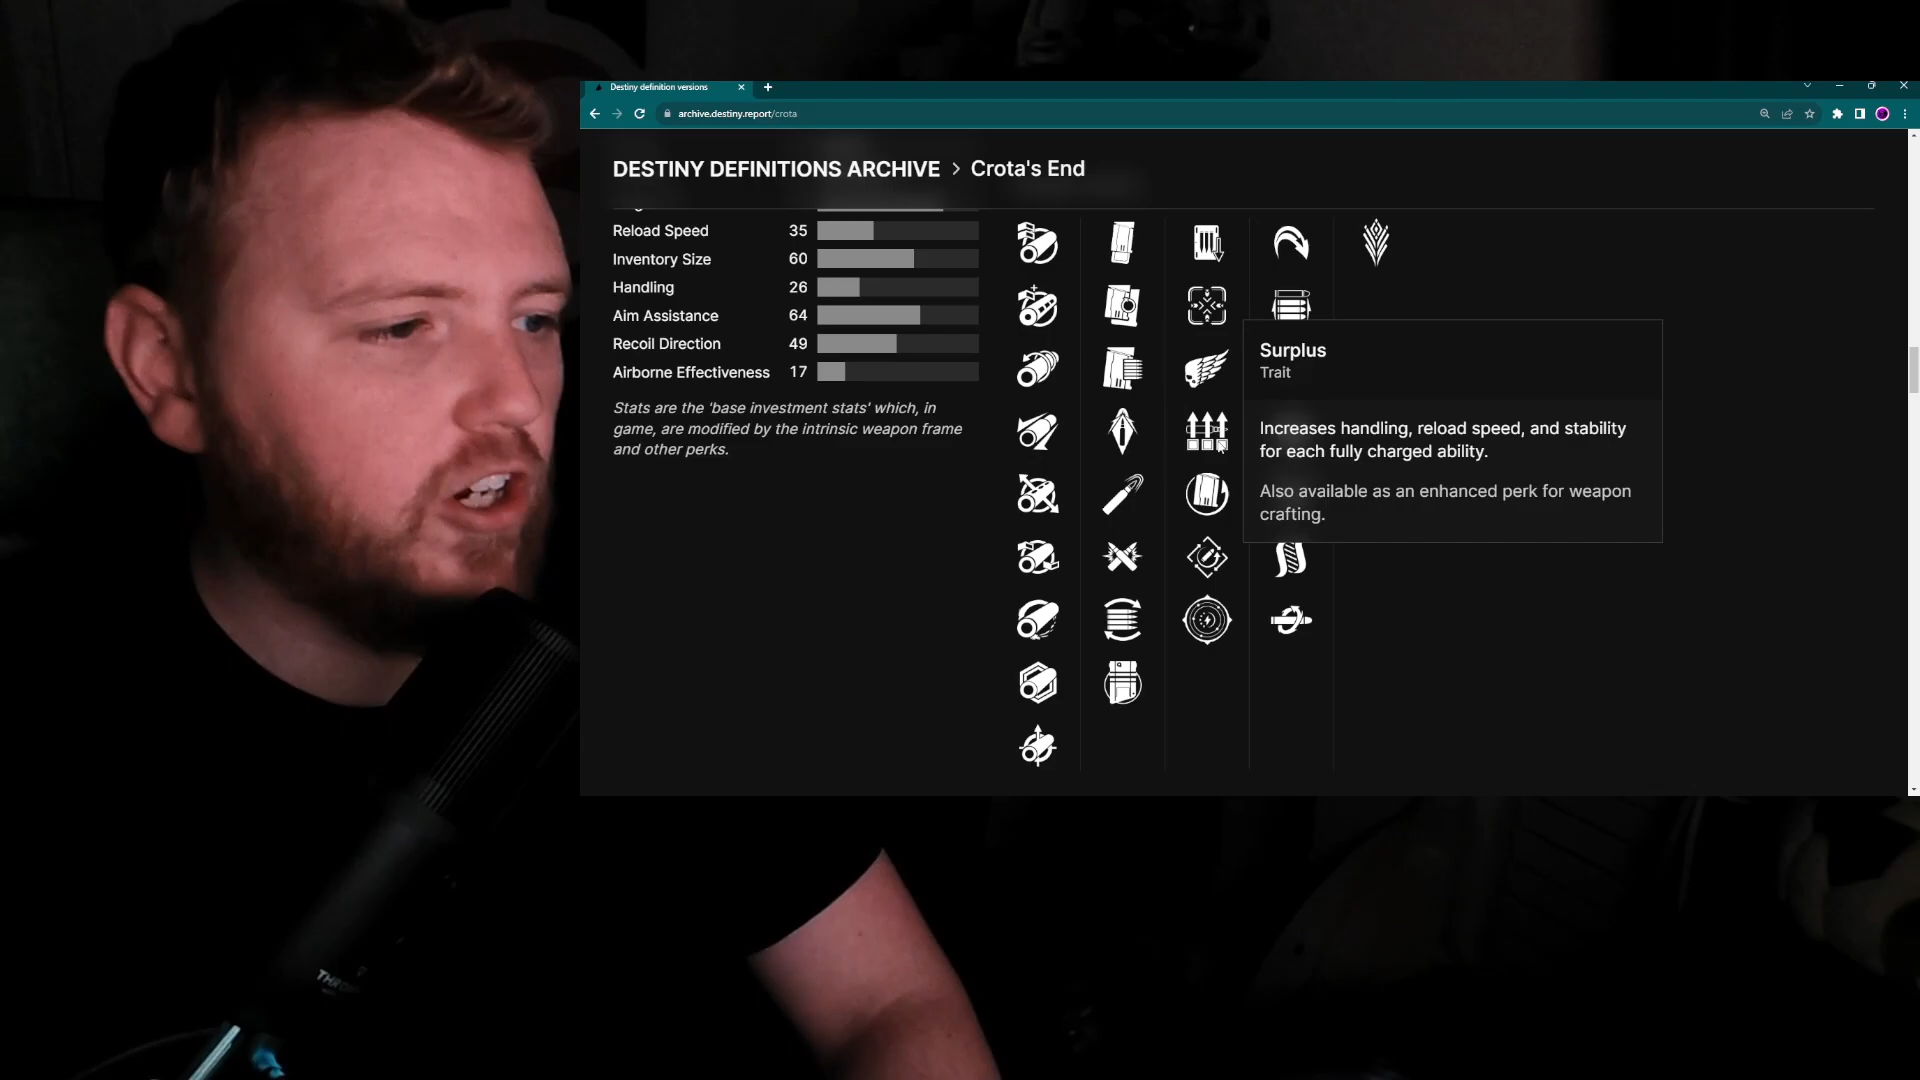 Destiny definition versions
archive.destiny.report/crota
DESTINY DEFINITIONS ARCHIVE > Crota's End
Reload Speed 35
Inventory Size 60
Handling 26
Aim Assistance 64
Recoil Direction 49
Airborne Effectiveness 17
Stats are the 'base investment stats' which, in
game, are modified by the intrinsic weapon frame
and other perks.
Surplus
Trait
Increases handling, reload speed, and stability
for each fully charged ability.
Also available as an enhanced perk for weapon
crafting.